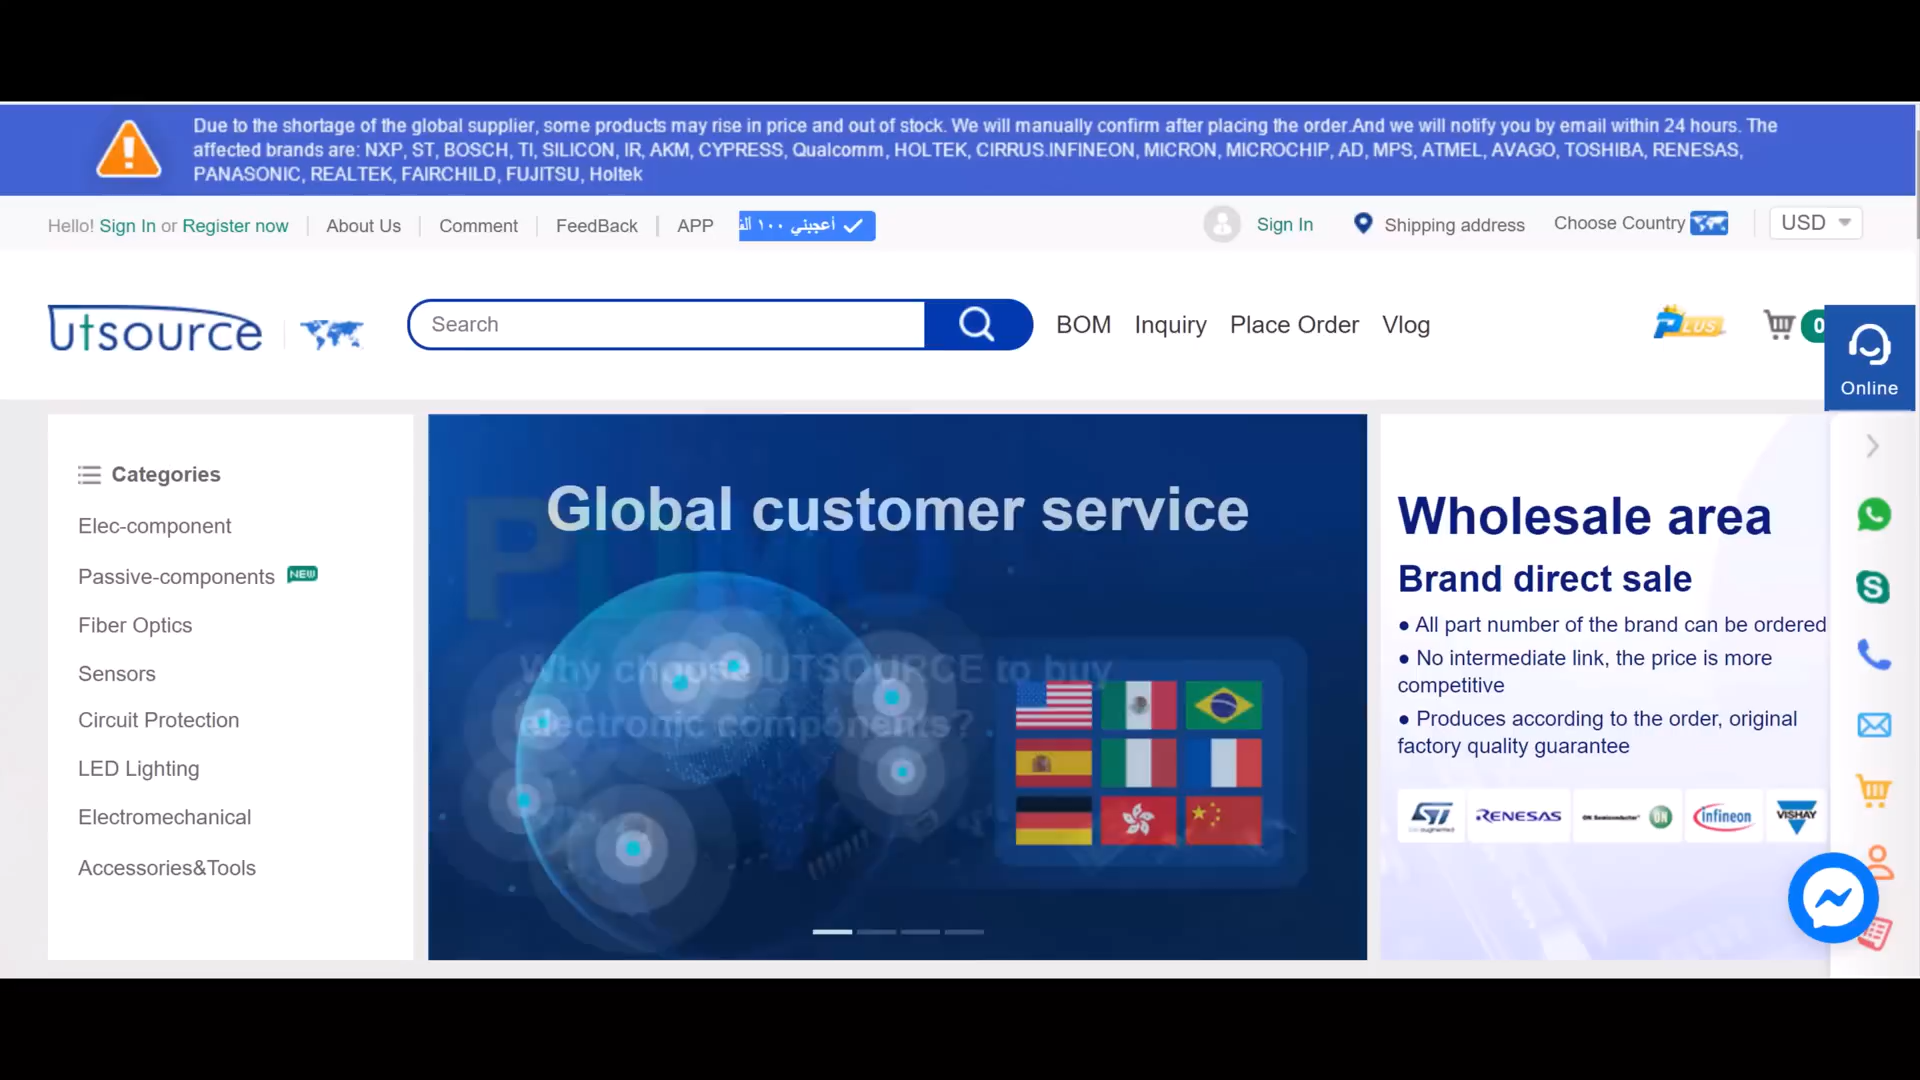 Due to the shortage of the global supplier, some products may rise in price and out of stock. We will manually confirm after placing the order.And we will notify you by email within 24 hours. The
affected brands are: NXP, ST, BOSCH, TI, SILICON, IR, AKM, CYPRESS, Qualcomm, HOLTEK, CIRRUS.INFINEON, MICRON, MICROCHIP, AD, MPS, ATMEL, AVAGO, TOSHIBA, RENESAS,
PANASONIC, REALTEK, FAIRCHILD, FUJITSU, Holtek
Hello! Sign In or Register now
About Us
Comment
FeedBack
APP
أعجبني ١٠٠
Sign In
Shipping address
Choose Country
USD
utsource
Search
BOM
Inquiry
Place Order
Vlog
PLUS
0
Online
Categories
Elec-component
Passive-components NEW
Fiber Optics
Sensors
Circuit Protection
LED Lighting
Electromechanical
Accessories&Tools
Global customer service
PROMO
Why choose UTSOURCE to buy
electronic components? .
Wholesale area
Brand direct sale
● All part number of the brand can be ordered
● No intermediate link, the price is more
competitive
● Produces according to the order, original
factory quality guarantee
ST
RENESAS
ON Semiconductor ON
infineon
VISHAY